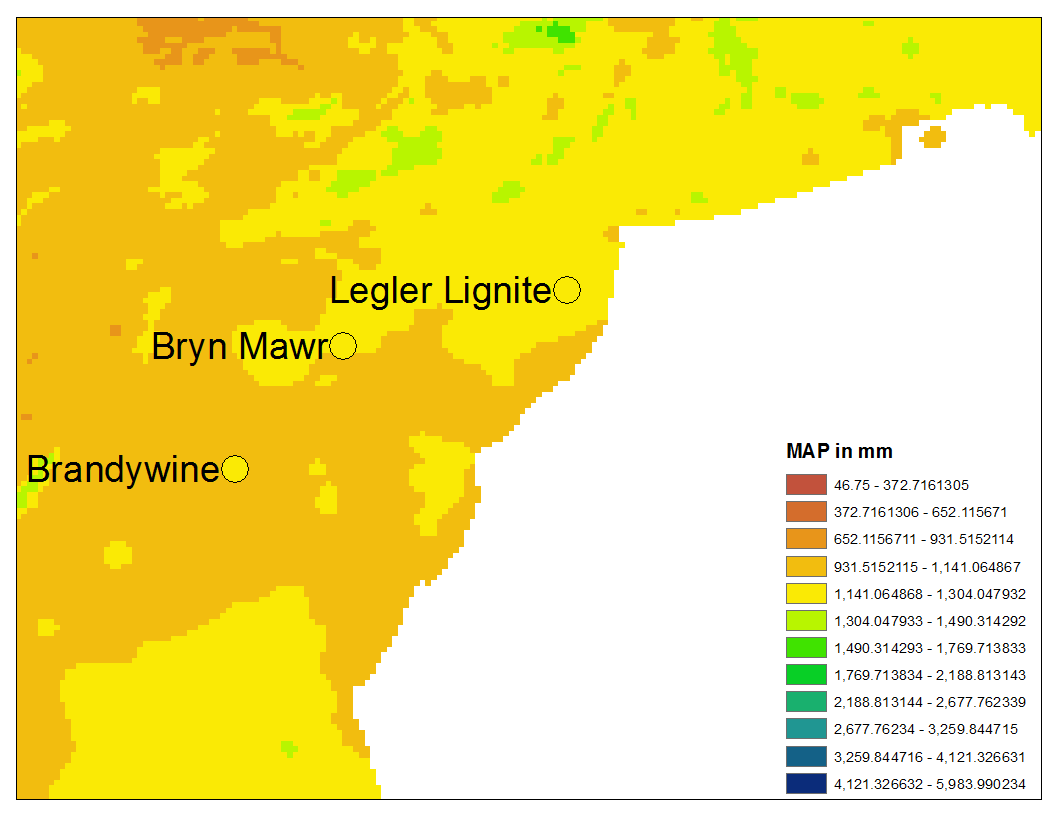 Legler Lignite
Bryn Mawr
Brandywine
MAP in mm
46.75 - 372.7161305
372.7161306 - 652.115671
652.1156711 - 931.5152114
931.5152115 - 1,141.064867
1,141.064868 - 1,304.047932
1,304.047933 - 1,490.314292
1,490.314293 - 1,769.713833
1,769.713834 - 2,188.813143
2,188.813144 - 2,677.762339
2,677.76234 - 3,259.844715
3,259.844716 - 4,121.326631
4,121.326632 - 5,983.990234